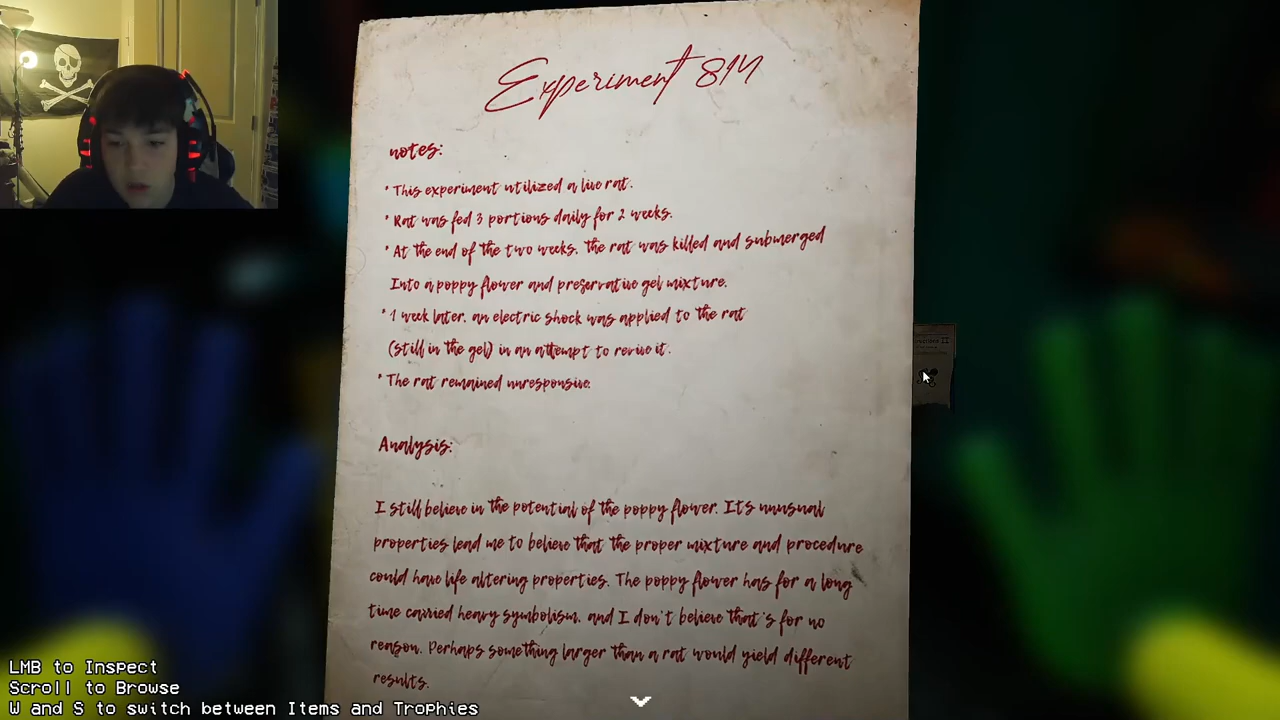 Experiment 814
notes:
• This experiment utilized a live rat.
• Rat was fed 3 portions daily for 2 weeks.
• At the end of the two weeks, the rat was killed and submerged
Into a poppy flower and preservative gel mixture.
• 1 week later, an electric shock was applied to the rat
(still in the gel) in an attempt to revive it.
• The rat remained unresponsive.
Analysis:
I still believe in the potential of the poppy flower. Its unusual
properties lead me to believe that the proper mixture and procedure
could have life altering properties. The poppy flower has for a long
time carried heavy symbolism, and I don't believe that's for no
reason. Perhaps something larger than a rat would yield different
results.
LMB to Inspect
Scroll to Browse
W and S to switch between Items and Trophies